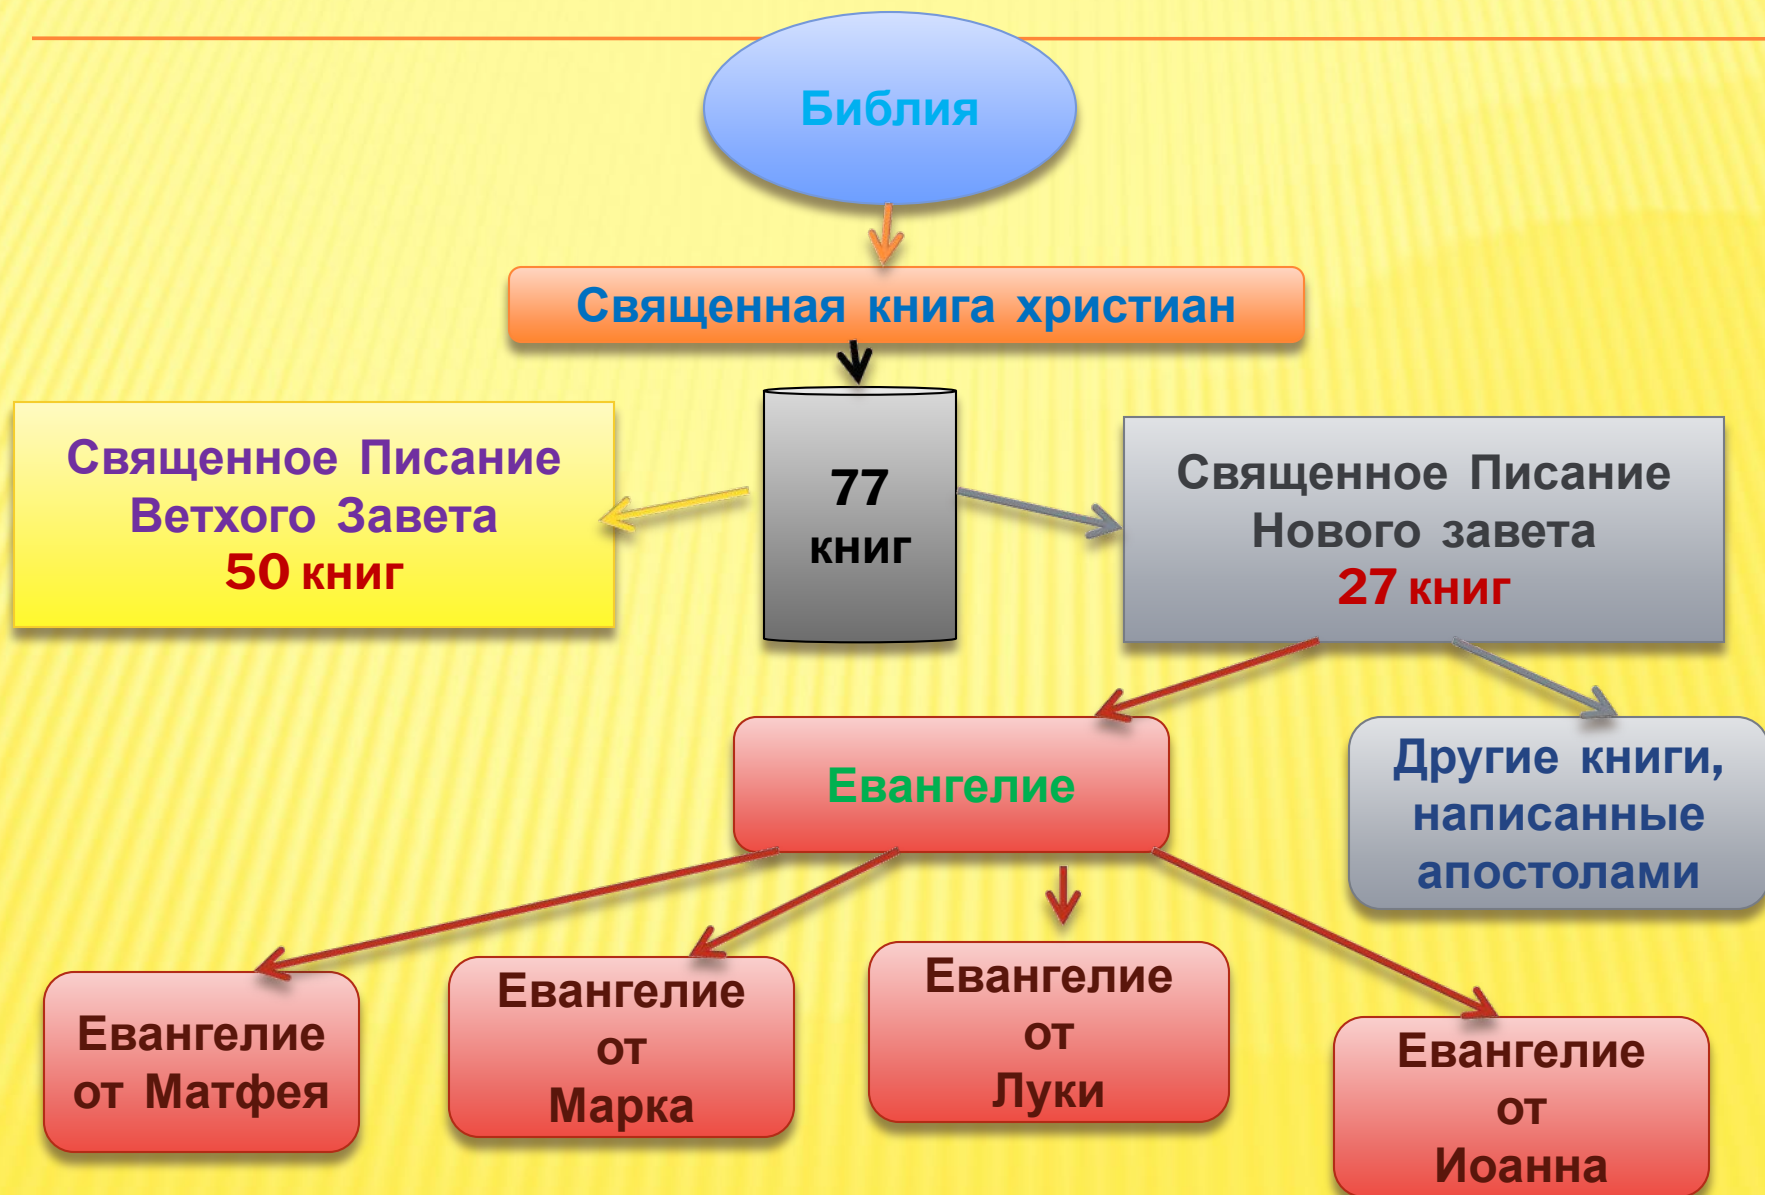 Библия
Священная книга христиан
Священное Писание
Ветхого Завета
50 книг
77
книг
Священное Писание
Нового завета
27 книг
Евангелие
Другие книги,
написанные
апостолами
Евангелие
от Матфея
Евангелие
от
Марка
Евангелие
от
Луки
Евангелие
от
Иоанна